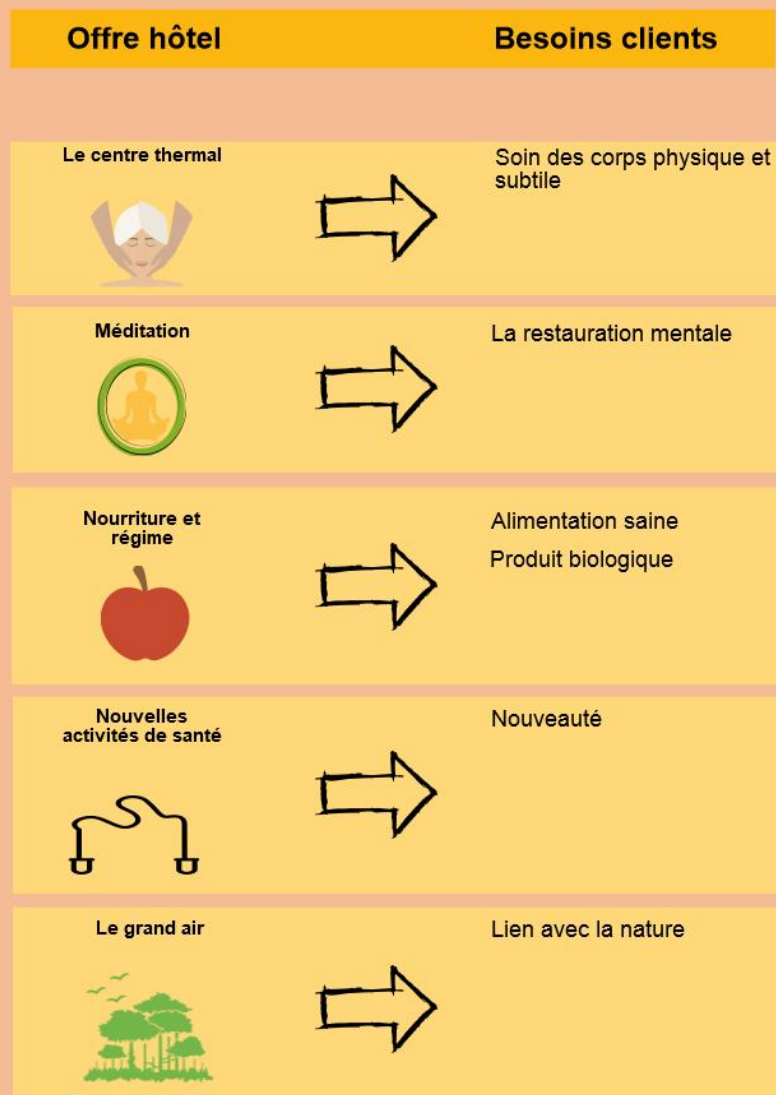 Offre hôtel
Besoins clients
Le centre thermal
Soin des corps physique et
subtile
Méditation
La restauration mentale
Nourriture et
régime
Alimentation saine
Produit biologique
Nouvelles
activités de santé
Nouveauté
Le grand air
Lien avec la nature